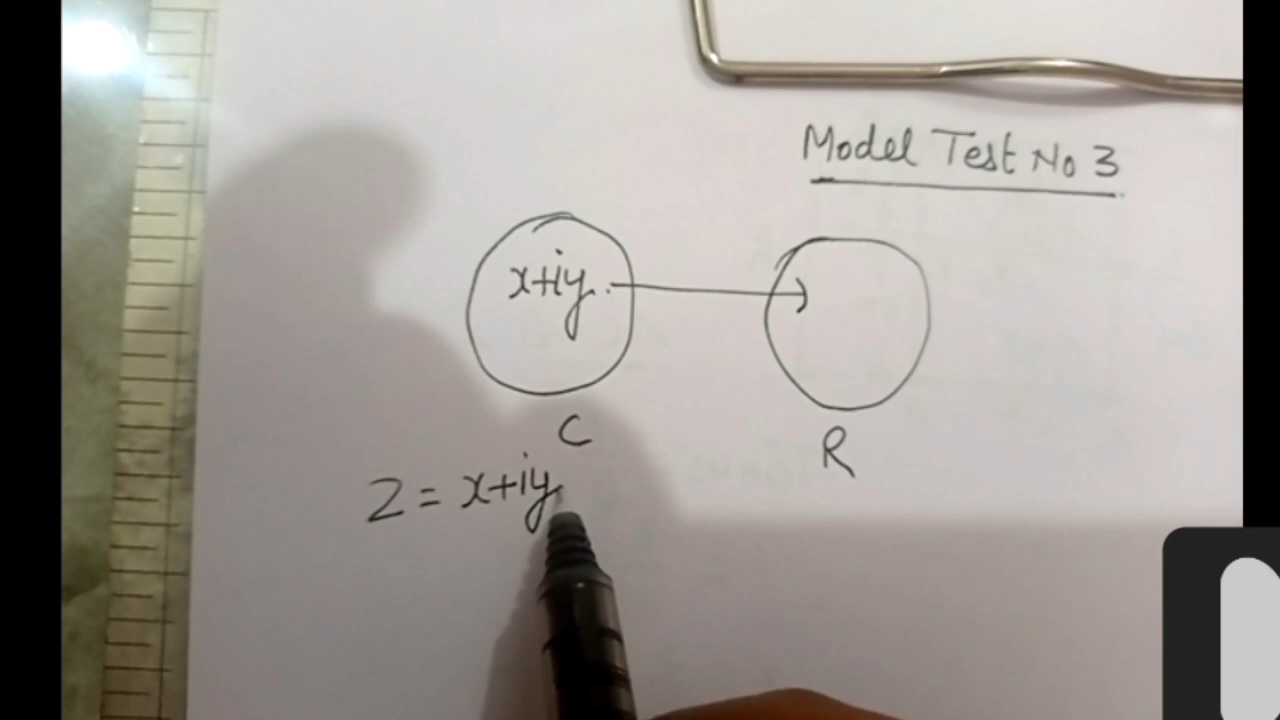 Model Test No 3
x+iy
C
R
Z = x+iy